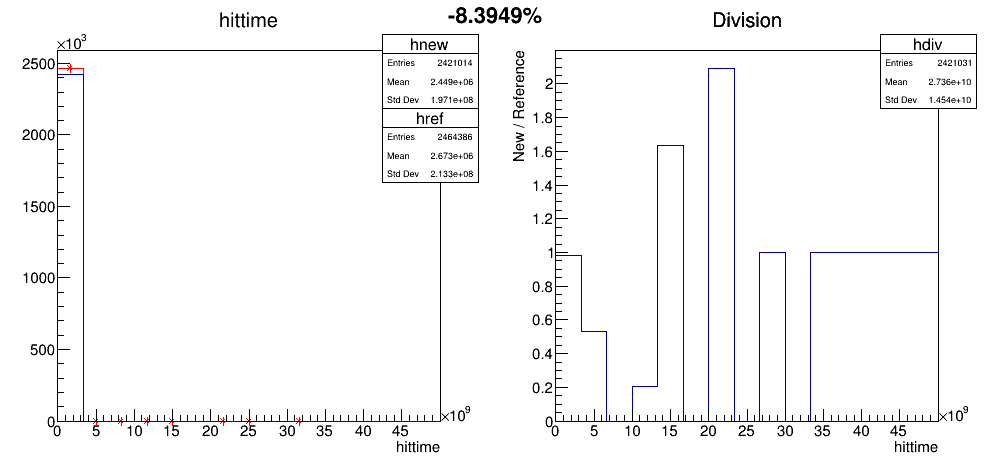 -8.3949%
hittime
×10³
hnew
Entries 2421014
Mean 2.449e+06
Std Dev 1.971e+08
href
Entries 2464386
Mean 2.673e+06
Std Dev 2.133e+08
2500
2000
1500
1000
500
0
0 5 10 15 20 25 30 35 40 45
×10⁹
hittime
Division
hdiv
Entries 2421031
Mean 2.736e+10
Std Dev 1.454e+10
New / Reference
2
1.8
1.6
1.4
1.2
1
0.8
0.6
0.4
0.2
0
0 5 10 15 20 25 30 35 40 45
×10⁹
hittime